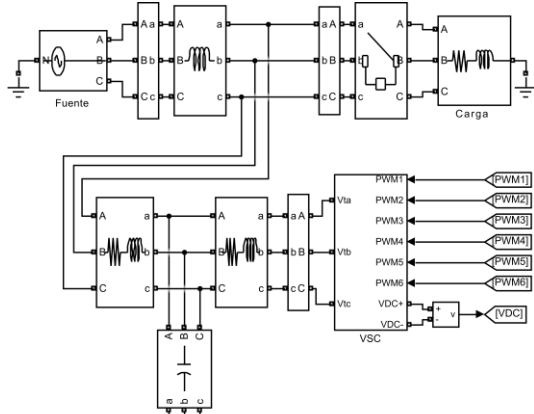 A A a A a a A a A A
N B B b B b b B b B B
C C c C c c C c C C
Fuente
Carga
A a A a a A Vta
B b B b b B Vtb
C c C c c C Vtc
PWM1 [PWM1]
PWM2 [PWM2]
PWM3 [PWM3]
PWM4 [PWM4]
PWM5 [PWM5]
PWM6 [PWM6]
VDC+ + v [VDC]
VDC- -
VSC
A B C
a b c